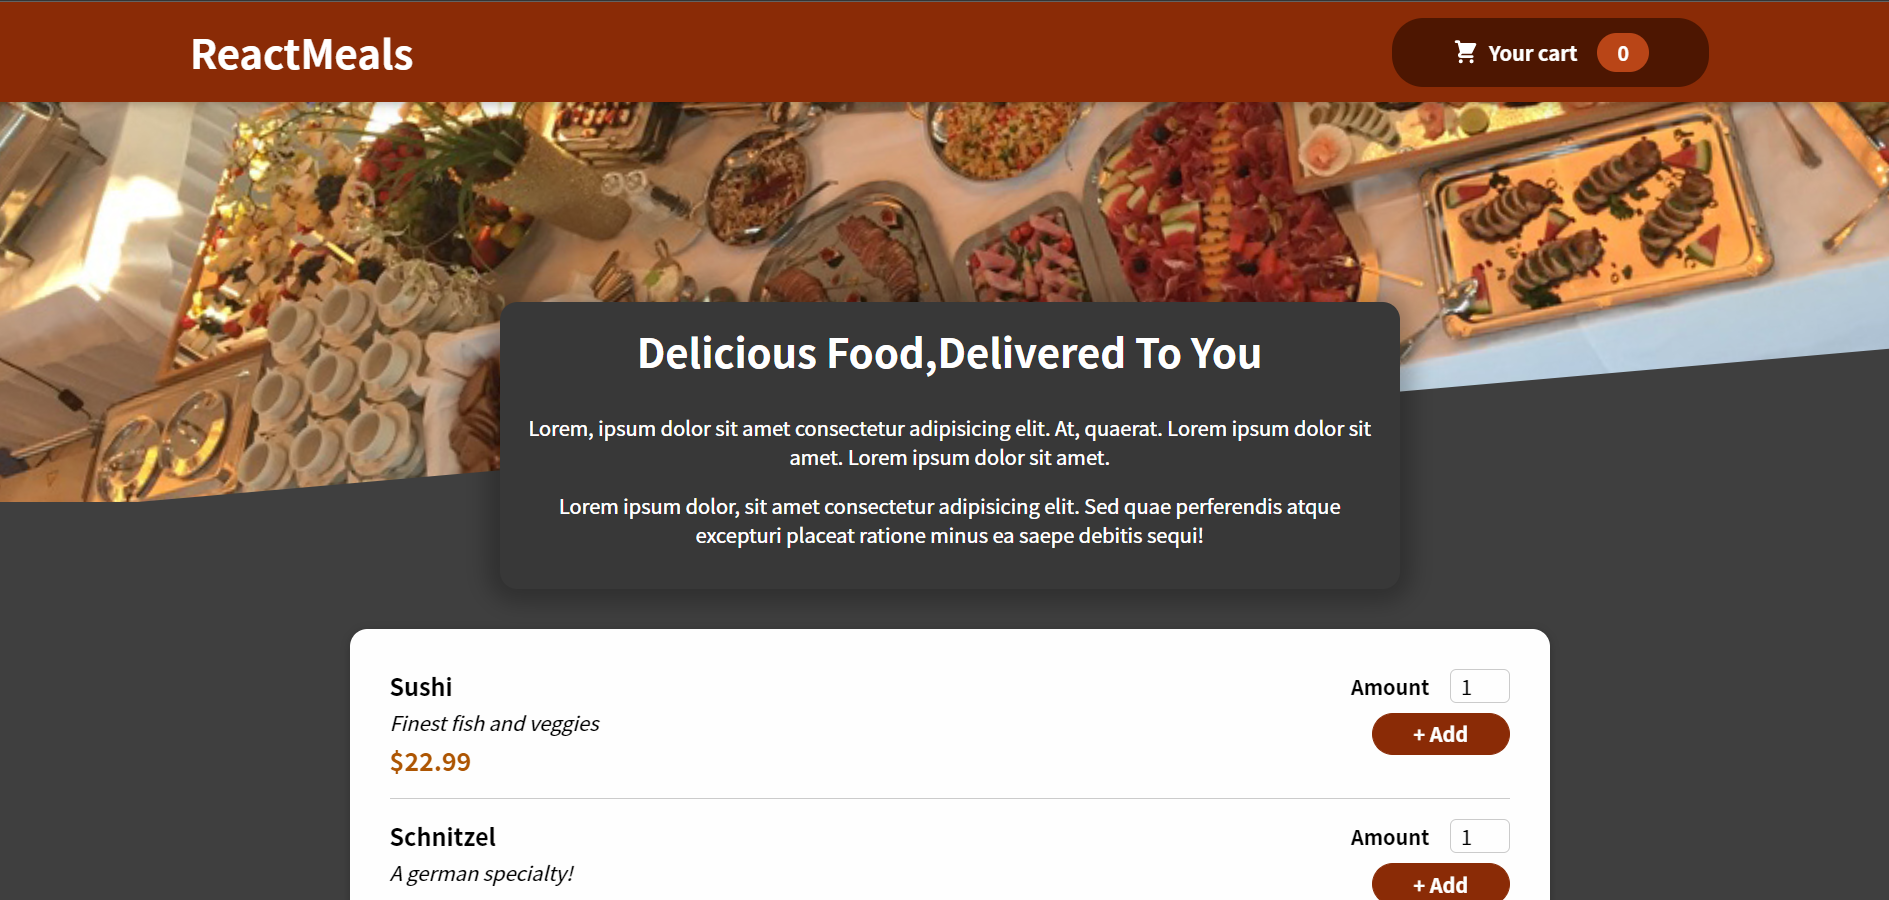 ReactMeals
Your cart 0
Delicious Food,Delivered To You
Lorem, ipsum dolor sit amet consectetur adipisicing elit. At, quaerat. Lorem ipsum dolor sit
amet. Lorem ipsum dolor sit amet.
Lorem ipsum dolor, sit amet consectetur adipisicing elit. Sed quae perferendis atque
excepturi placeat ratione minus ea saepe debitis sequi!
Sushi
Finest fish and veggies
$22.99
Amount 1
+ Add
Schnitzel
A german specialty!
Amount 1
+ Add